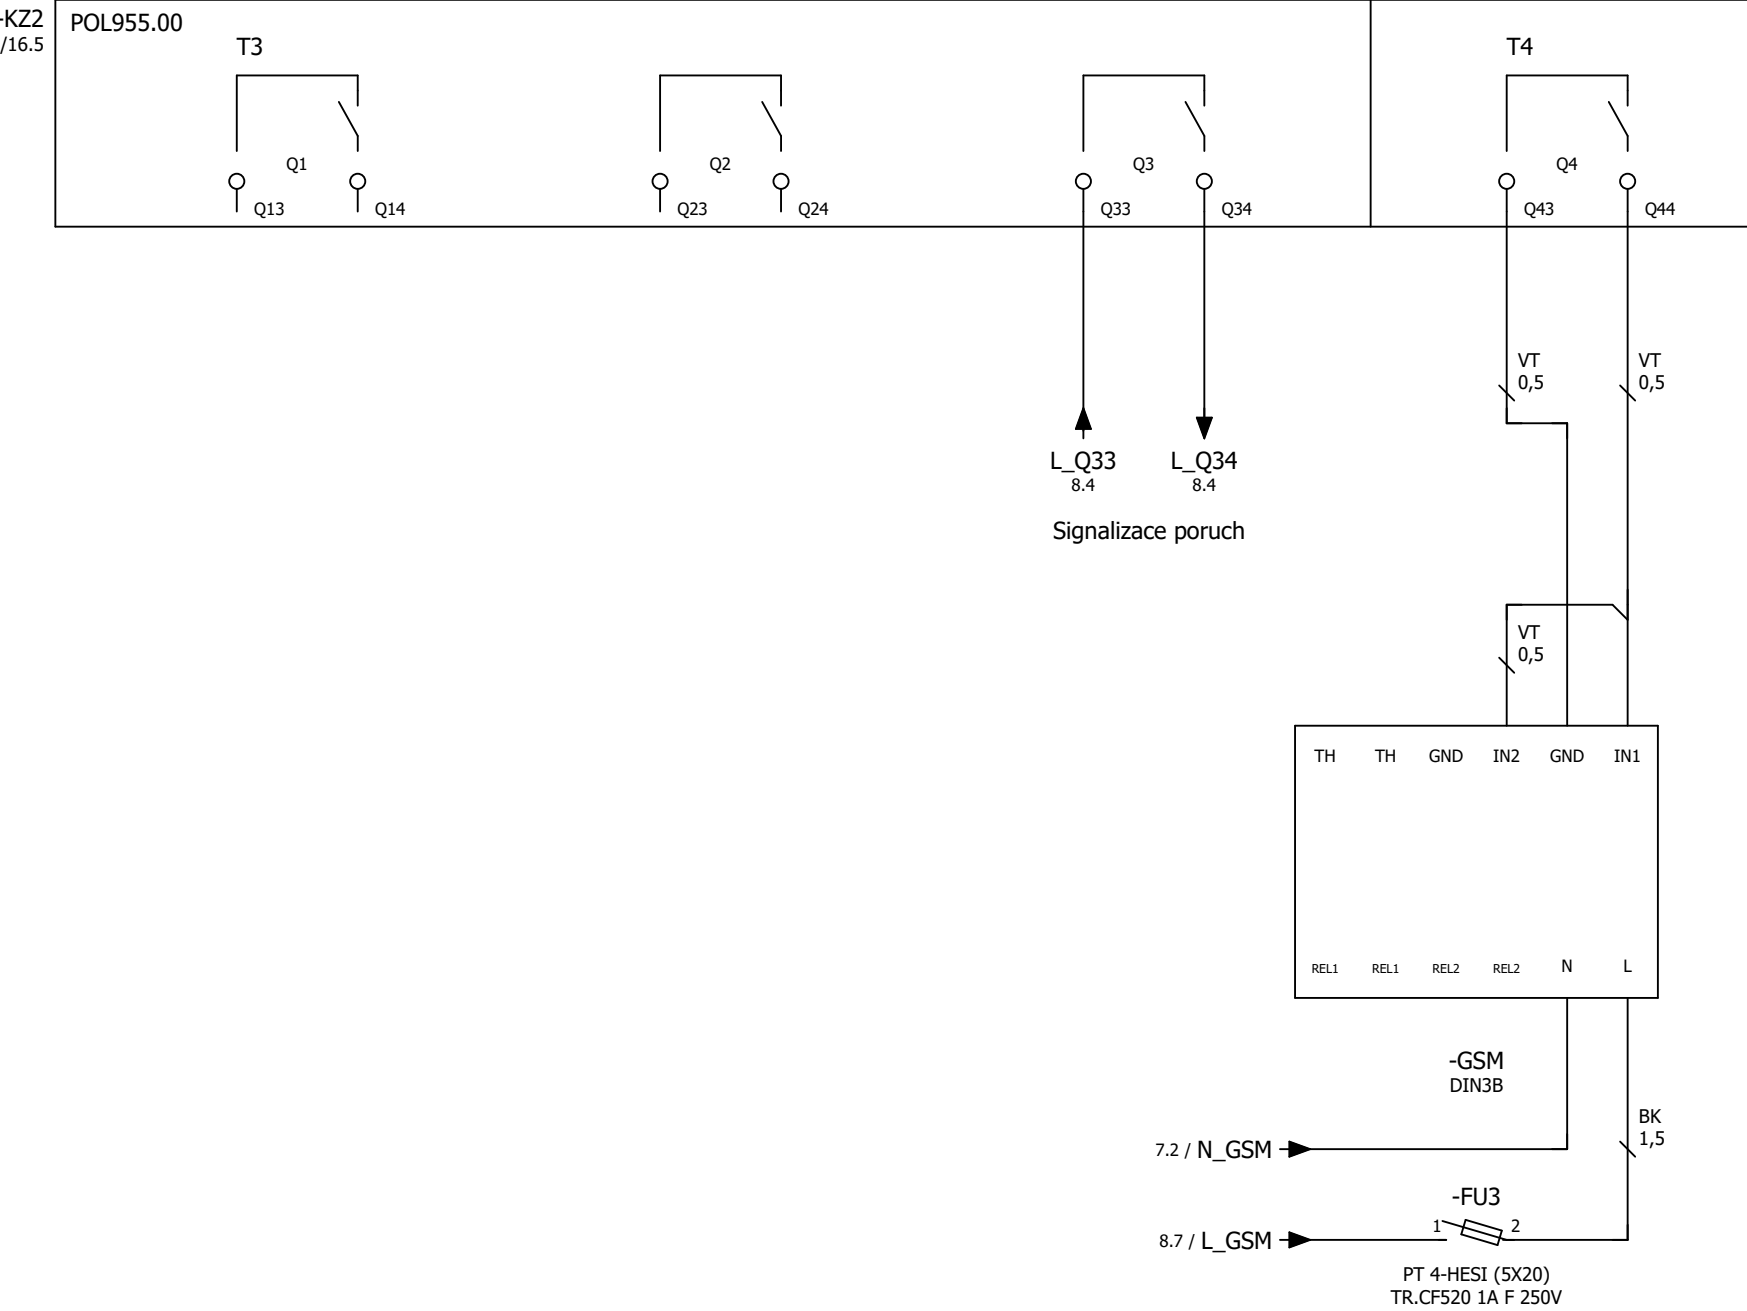 -KZ2
/16.5
POL955.00
T3
T4
Q1
Q2
Q3
Q4
Q13
Q14
Q23
Q24
Q33
Q34
Q43
Q44
VT
0,5
VT
0,5
L_Q33
8.4
L_Q34
8.4
Signalizace poruch
VT
0,5
TH TH GND IN2 GND IN1
REL1 REL1 REL2 REL2 N L
-GSM
DIN3B
BK
1,5
7.2 / N_GSM
-FU3
1 2
8.7 / L_GSM
PT 4-HESI (5X20)
TR.CF520 1A F 250V